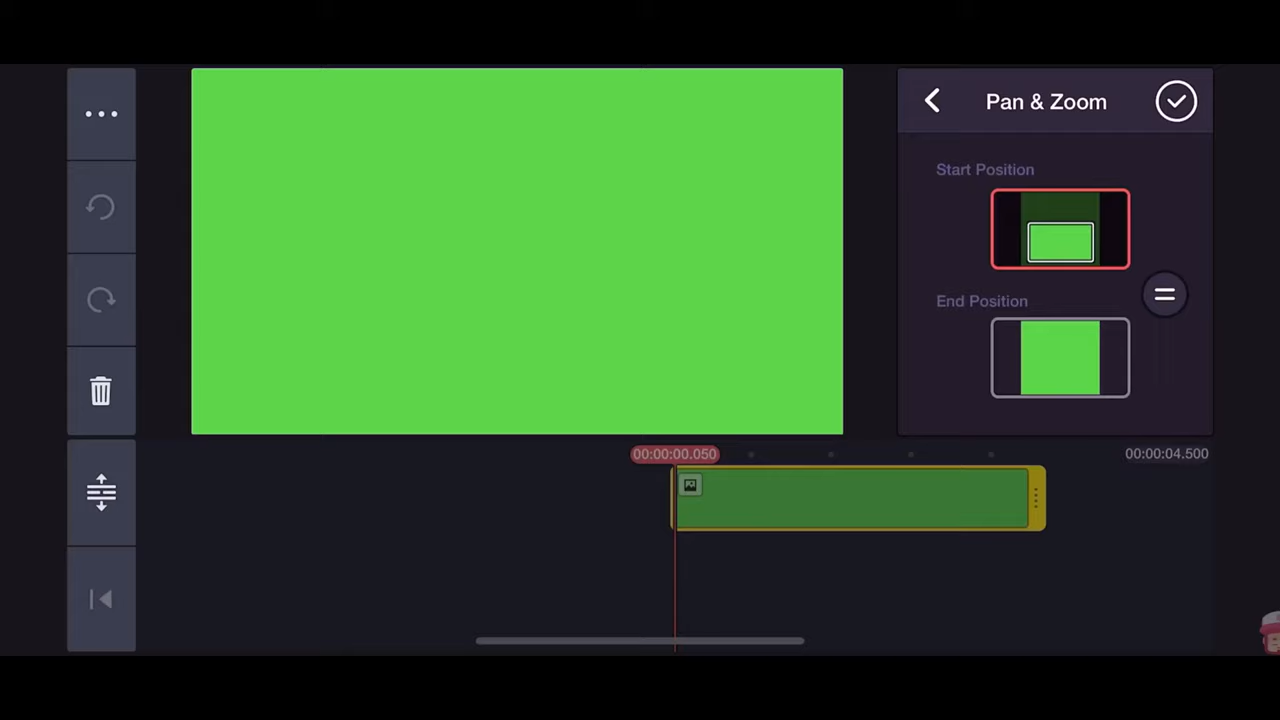 Pan & Zoom
Start Position
End Position
00:00:00.050
00:00:04.500